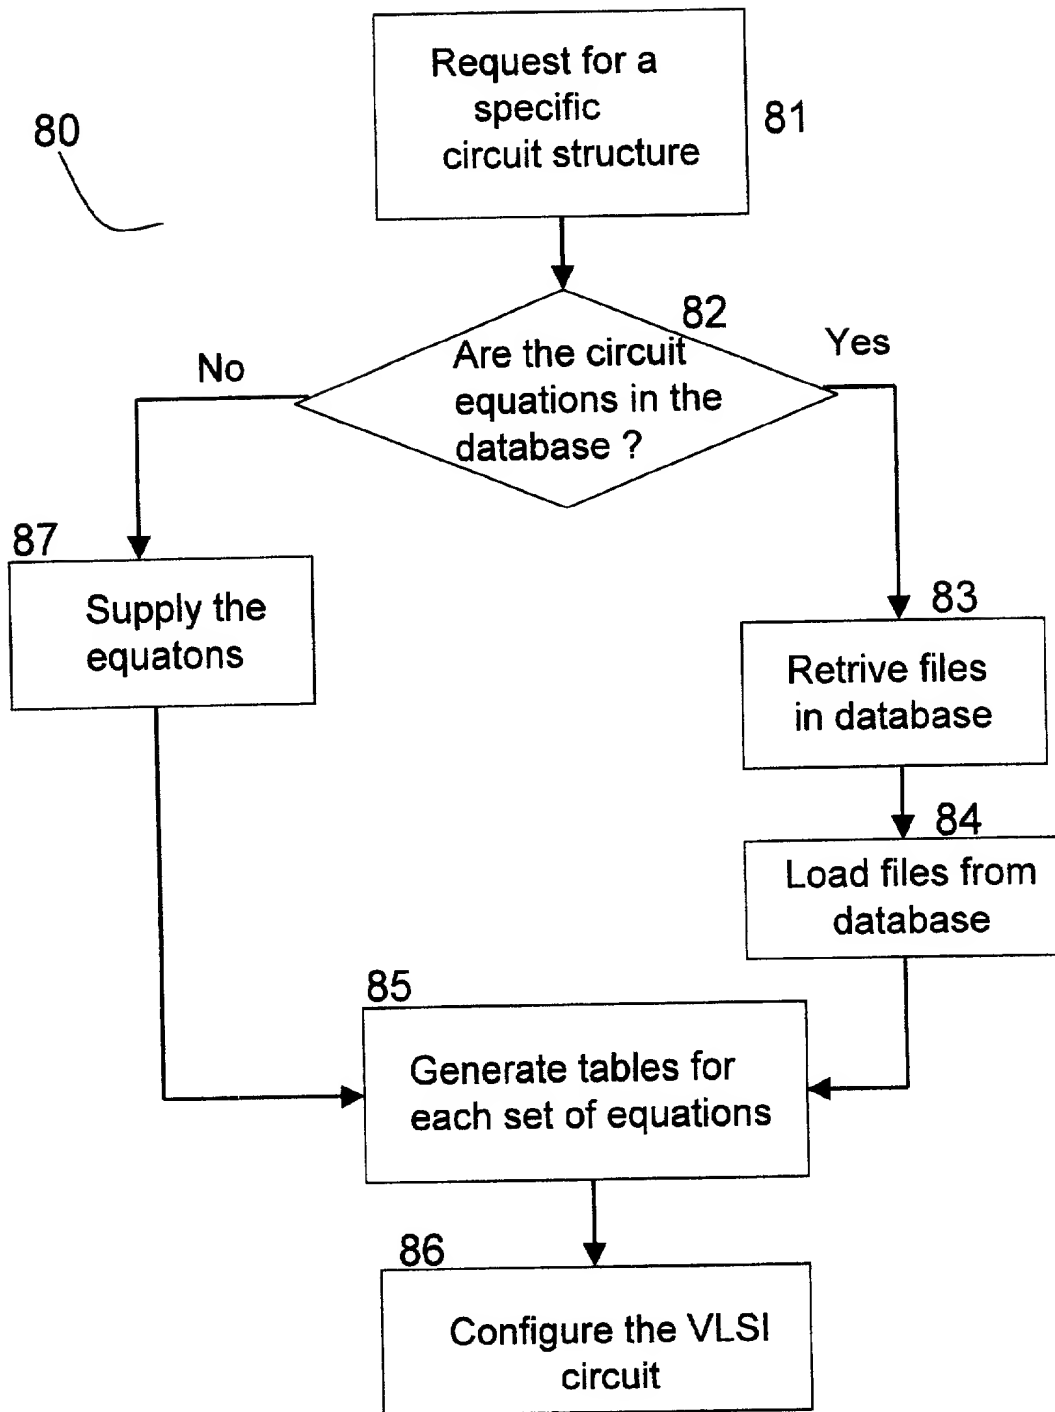 Request for a
specific
circuit structure
81
80
82
Are the circuit
equations in the
database ?
No
Yes
87
Supply the
equatons
83
Retrive files
in database
84
Load files from
database
85
Generate tables for
each set of equations
86
Configure the VLSI
circuit